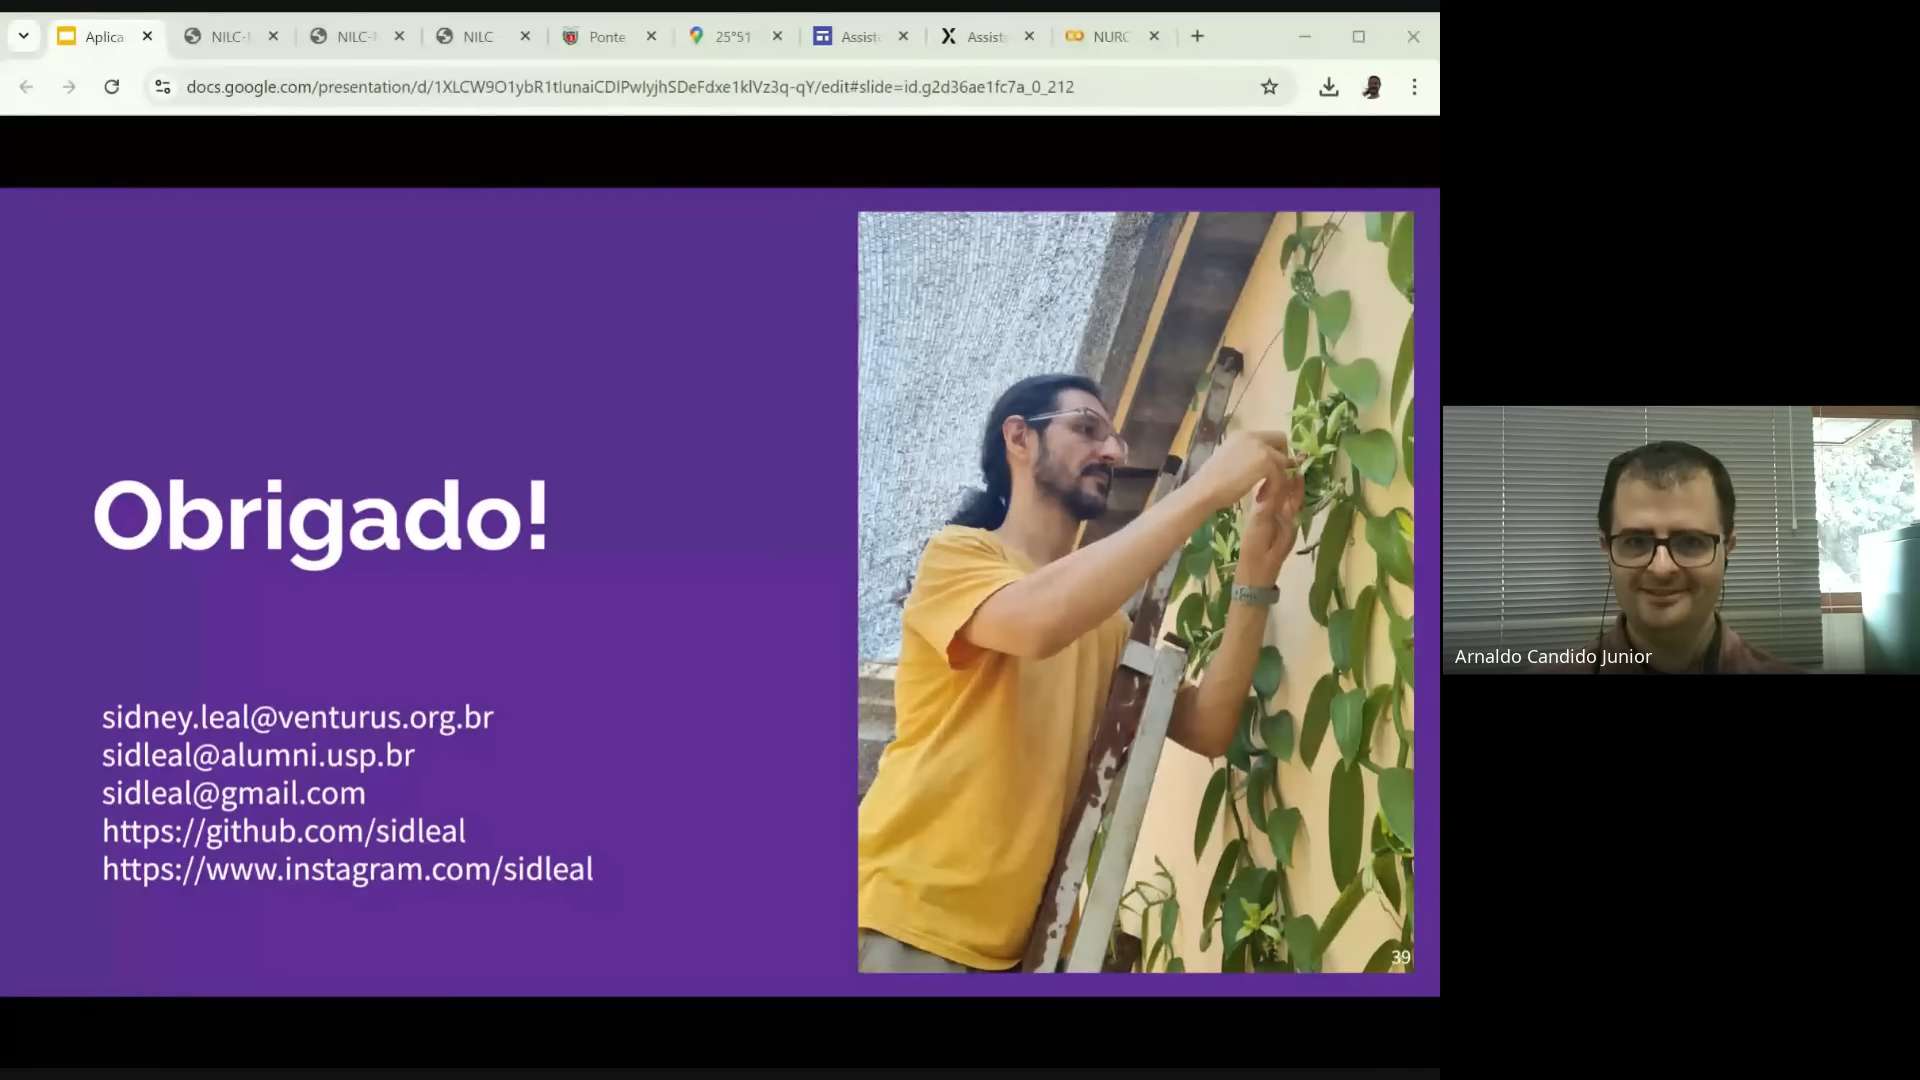 Aplica
NILC-
NILC-
NILC
Ponte
25°51
Assist
Assist
NURC
docs.google.com/presentation/d/1XLCW9O1ybR1tIunaiCDIPwIyjhSDeFdxe1klVz3q-qY/edit#slide=id.g2d36ae1fc7a_0_212
Obrigado!
sidney.leal@venturus.org.br
sidleal@alumni.usp.br
sidleal@gmail.com
https://github.com/sidleal
https://www.instagram.com/sidleal
39
Arnaldo Candido Junior